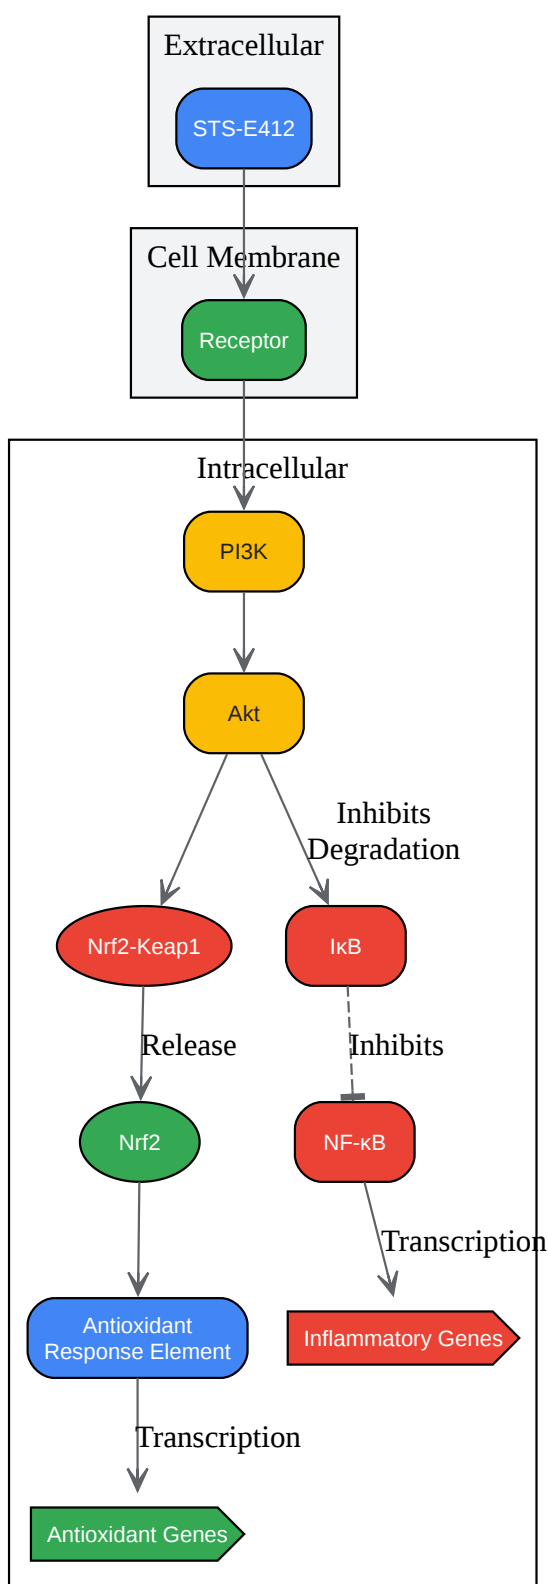 Extracellular
STS-E412
Cell Membrane
Receptor
Intracellular
PI3K
Akt
Inhibits
Degradation
Nrf2-Keap1
IκB
Release
Inhibits
Nrf2
NF-κB
Transcription
Antioxidant
Response Element
Inflammatory Genes
Transcription
Antioxidant Genes